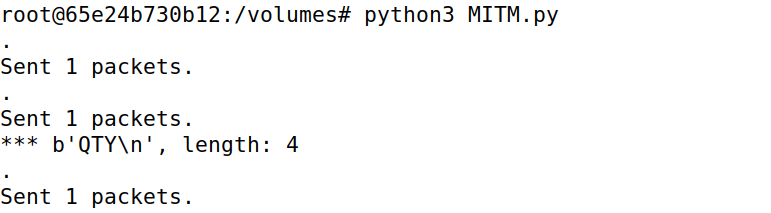 root@65e24b730b12:/volumes# python3 MITM.py
.
Sent 1 packets.
.
Sent 1 packets.
*** b'QTY\n', length: 4
.
Sent 1 packets.